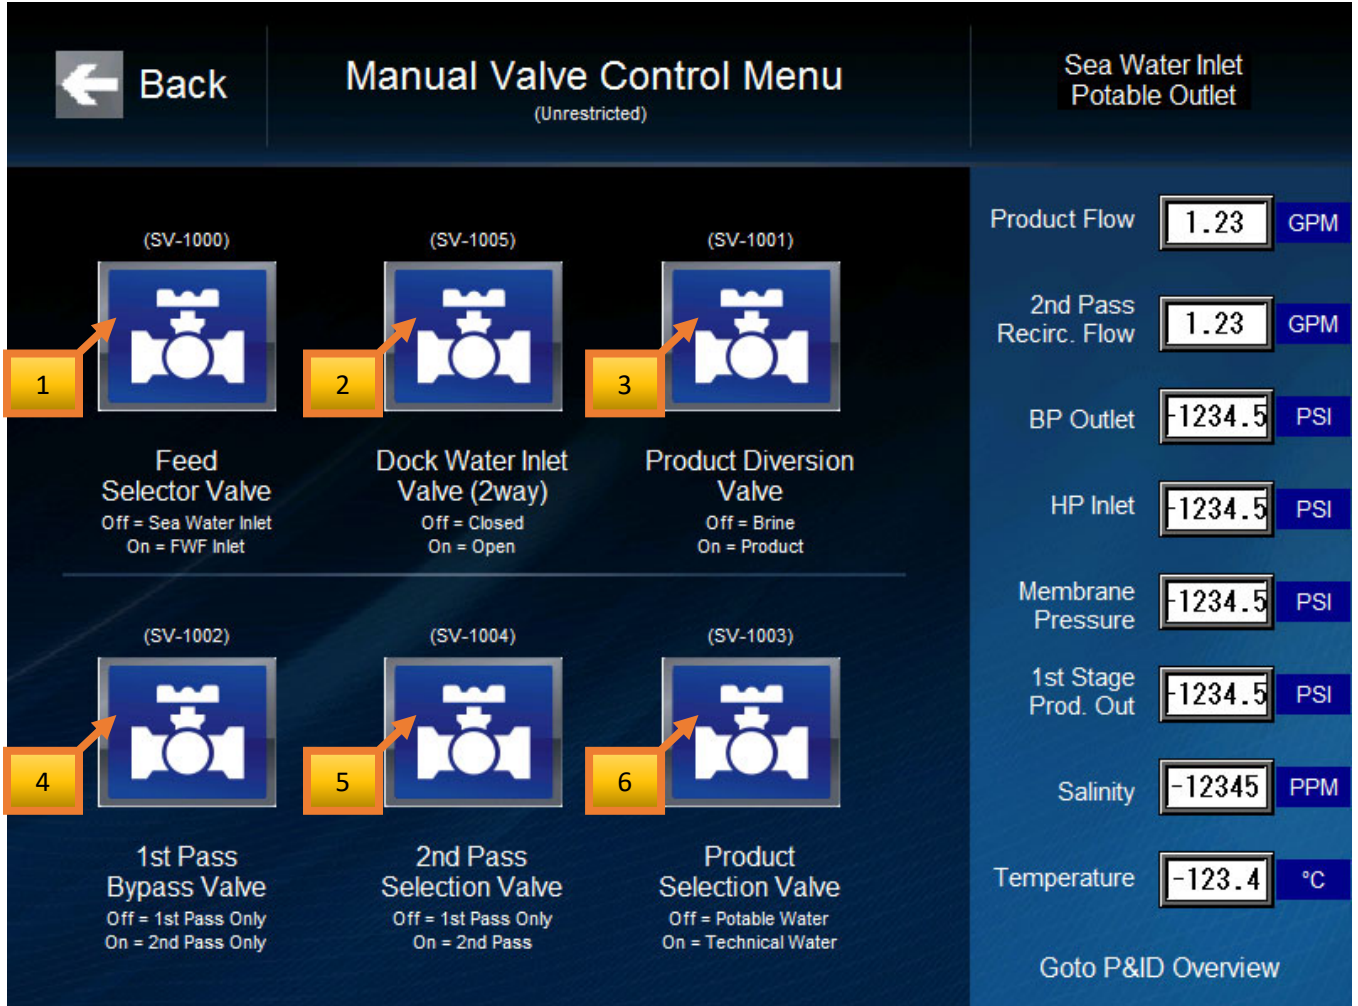 Back
Manual Valve Control Menu
(Unrestricted)
Sea Water Inlet
Potable Outlet
(SV-1000)
(SV-1005)
(SV-1001)
1
2
3
Feed
Selector Valve
Off = Sea Water Inlet
On = FWF Inlet
Dock Water Inlet
Valve (2way)
Off = Closed
On = Open
Product Diversion
Valve
Off = Brine
On = Product
(SV-1002)
(SV-1004)
(SV-1003)
4
5
6
1st Pass
Bypass Valve
Off = 1st Pass Only
On = 2nd Pass Only
2nd Pass
Selection Valve
Off = 1st Pass Only
On = 2nd Pass
Product
Selection Valve
Off = Potable Water
On = Technical Water
Product Flow 1.23 GPM
2nd Pass
Recirc. Flow 1.23 GPM
BP Outlet -1234.5 PSI
HP Inlet -1234.5 PSI
Membrane
Pressure -1234.5 PSI
1st Stage
Prod. Out -1234.5 PSI
Salinity -12345 PPM
Temperature -123.4 °C
Goto P&ID Overview